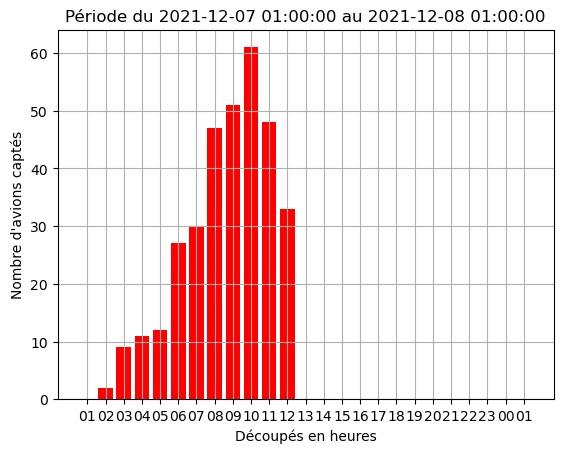 Période du 2021-12-07 01:00:00 au 2021-12-08 01:00:00
60
50
40
30
20
10
0
Nombre d'avions captés
01 02 03 04 05 06 07 08 09 10 11 12 13 14 15 16 17 18 19 20 21 22 23 00 01
Découpés en heures